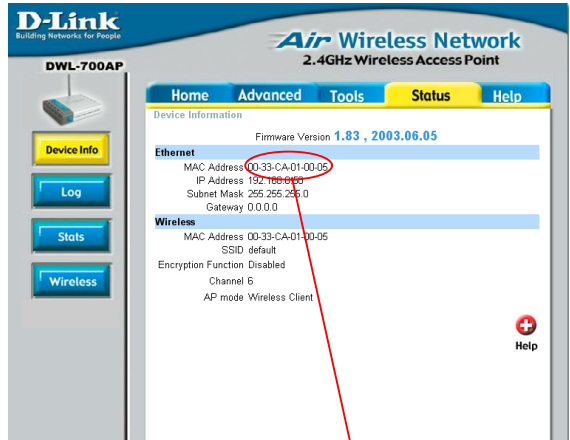 D-Link
Building Networks for People
Air Wireless Network
2.4GHz Wireless Access Point
DWL-700AP
Home Advanced Tools Status Help
Device Information
Firmware Version 1.83 , 2003.06.05
Device Info
Log
Stats
Wireless
Ethernet
MAC Address 00-33-CA-01-00-05
IP Address 192.168.0.50
Subnet Mask 255.255.255.0
Gateway 0.0.0.0
Wireless
MAC Address 00-33-CA-01-00-05
SSID default
Encryption Function Disabled
Channel 6
AP mode Wireless Client
Help